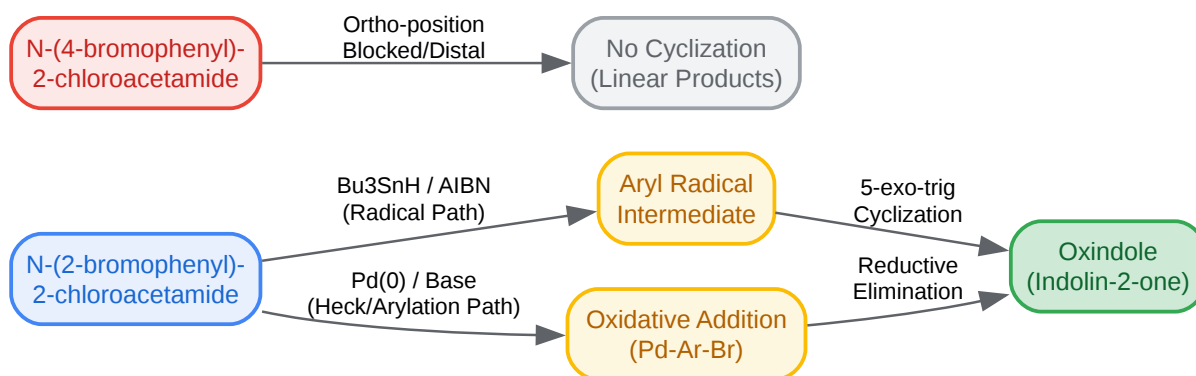 N-(4-bromophenyl)-
2-chloroacetamide
Ortho-position
Blocked/Distal
No Cyclization
(Linear Products)
N-(2-bromophenyl)-
2-chloroacetamide
Bu3SnH / AIBN
(Radical Path)
Aryl Radical
Intermediate
5-exo-trig
Cyclization
Pd(0) / Base
(Heck/Arylation Path)
Oxidative Addition
(Pd-Ar-Br)
Reductive
Elimination
Oxindole
(Indolin-2-one)